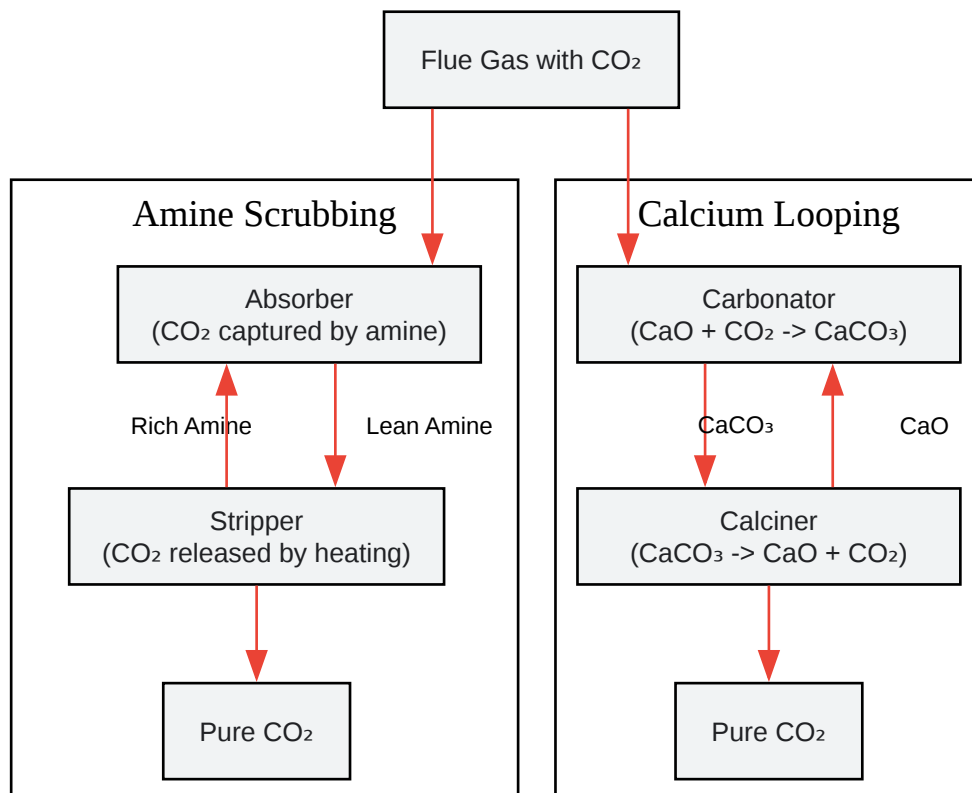 Flue Gas with CO₂
Amine Scrubbing
Absorber
(CO₂ captured by amine)
Rich Amine
Lean Amine
Stripper
(CO₂ released by heating)
Pure CO₂
Calcium Looping
Carbonator
(CaO + CO₂ -> CaCO₃)
CaCO₃
CaO
Calciner
(CaCO₃ -> CaO + CO₂)
Pure CO₂